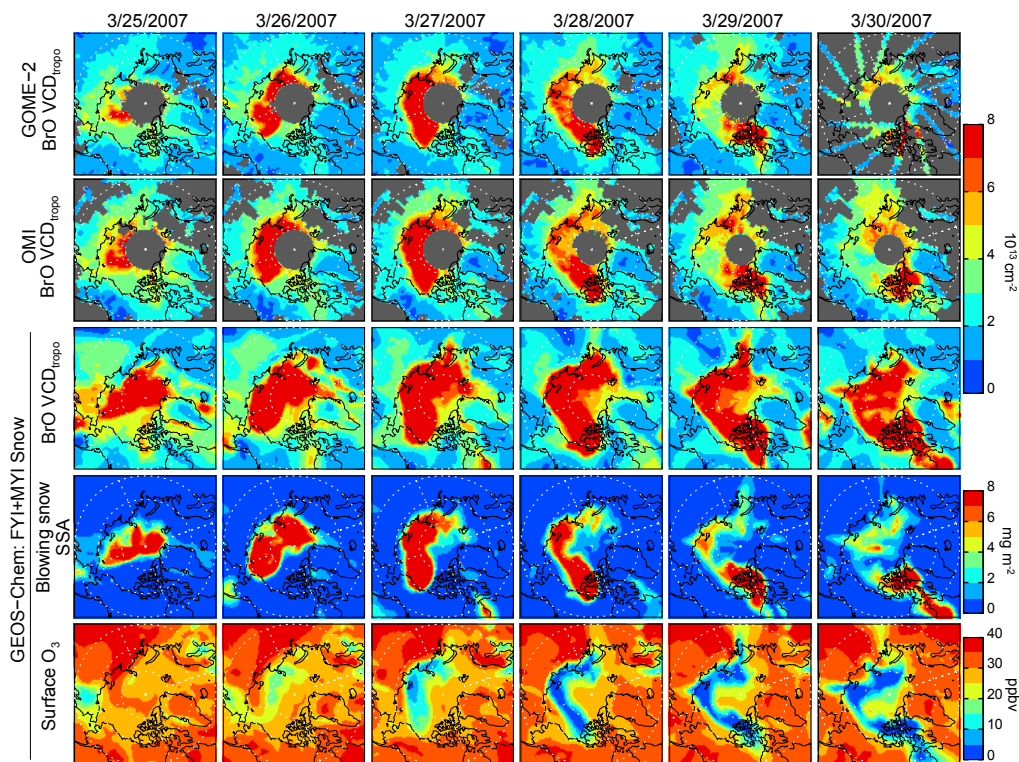 3/25/2007 3/26/2007 3/27/2007 3/28/2007 3/29/2007 3/30/2007
GOME−2
BrO VCDtropo
OMI
BrO VCDtropo
GEOS−Chem: FYI+MYI Snow
BrO VCDtropo
Blowing snow
SSA
Surface O3
8
6
4
2
0
10^13 cm^-2
8
6
4
2
0
mg m^-2
40
30
20
10
0
ppbv